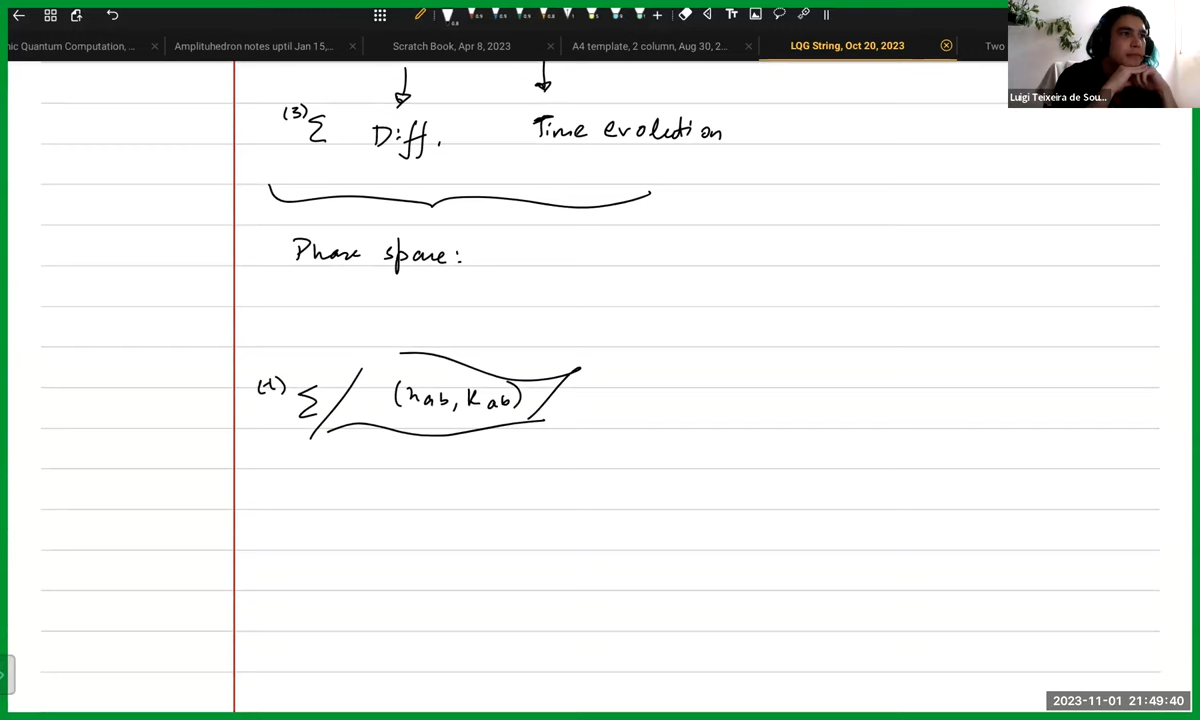 nic Quantum Computation, ... Amplituhedron notes uptil Jan 15,... Scratch Book, Apr 8, 2023 A4 template, 2 column, Aug 30, 2... LQG String, Oct 20, 2023 Two
Luigi Teixeira de Sou...
(3) Σ Diff. Time evolution
Phase space:
Σ (hab, Kab)
2023-11-01 21:49:40